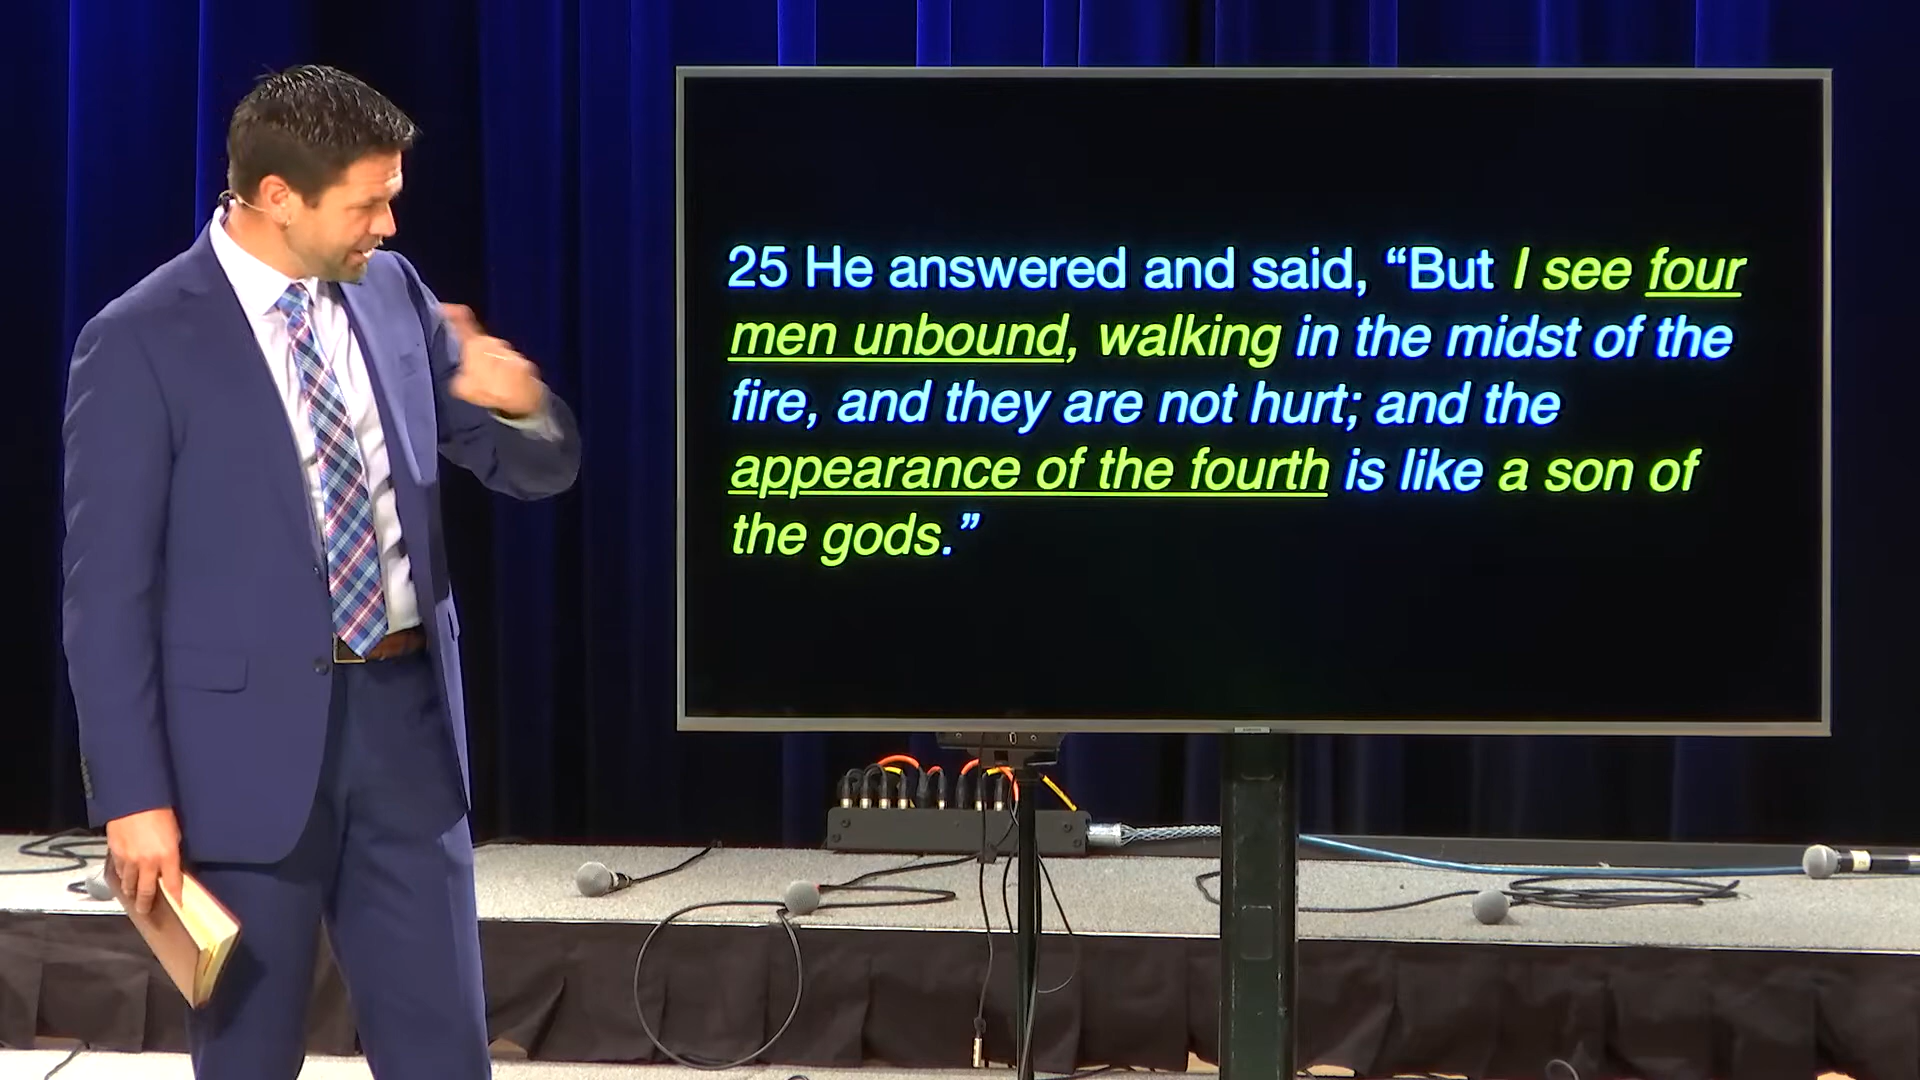 25 He answered and said, “But I see four
men unbound, walking in the midst of the
fire, and they are not hurt; and the
appearance of the fourth is like a son of
the gods.”